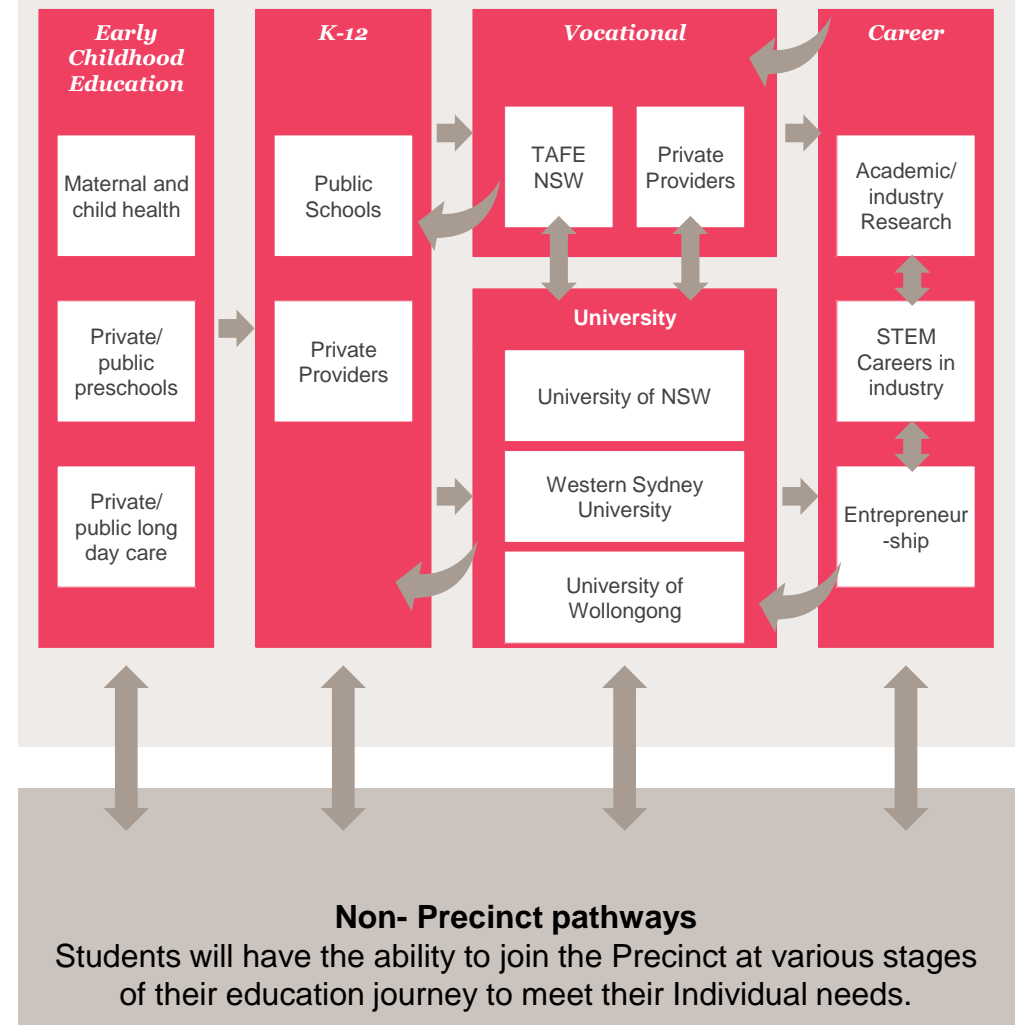 Early
Childhood
Education
Maternal and
child health
Private/
public
preschools
Private/
public long
day care
K-12
Public
Schools
Private
Providers
Vocational
TAFE
NSW
Private
Providers
University
University of NSW
Western Sydney
University
University of
Wollongong
Career
Academic/
industry
Research
STEM
Careers in
industry
Entrepreneur
-ship
Non- Precinct pathways
Students will have the ability to join the Precinct at various stages
of their education journey to meet their Individual needs.